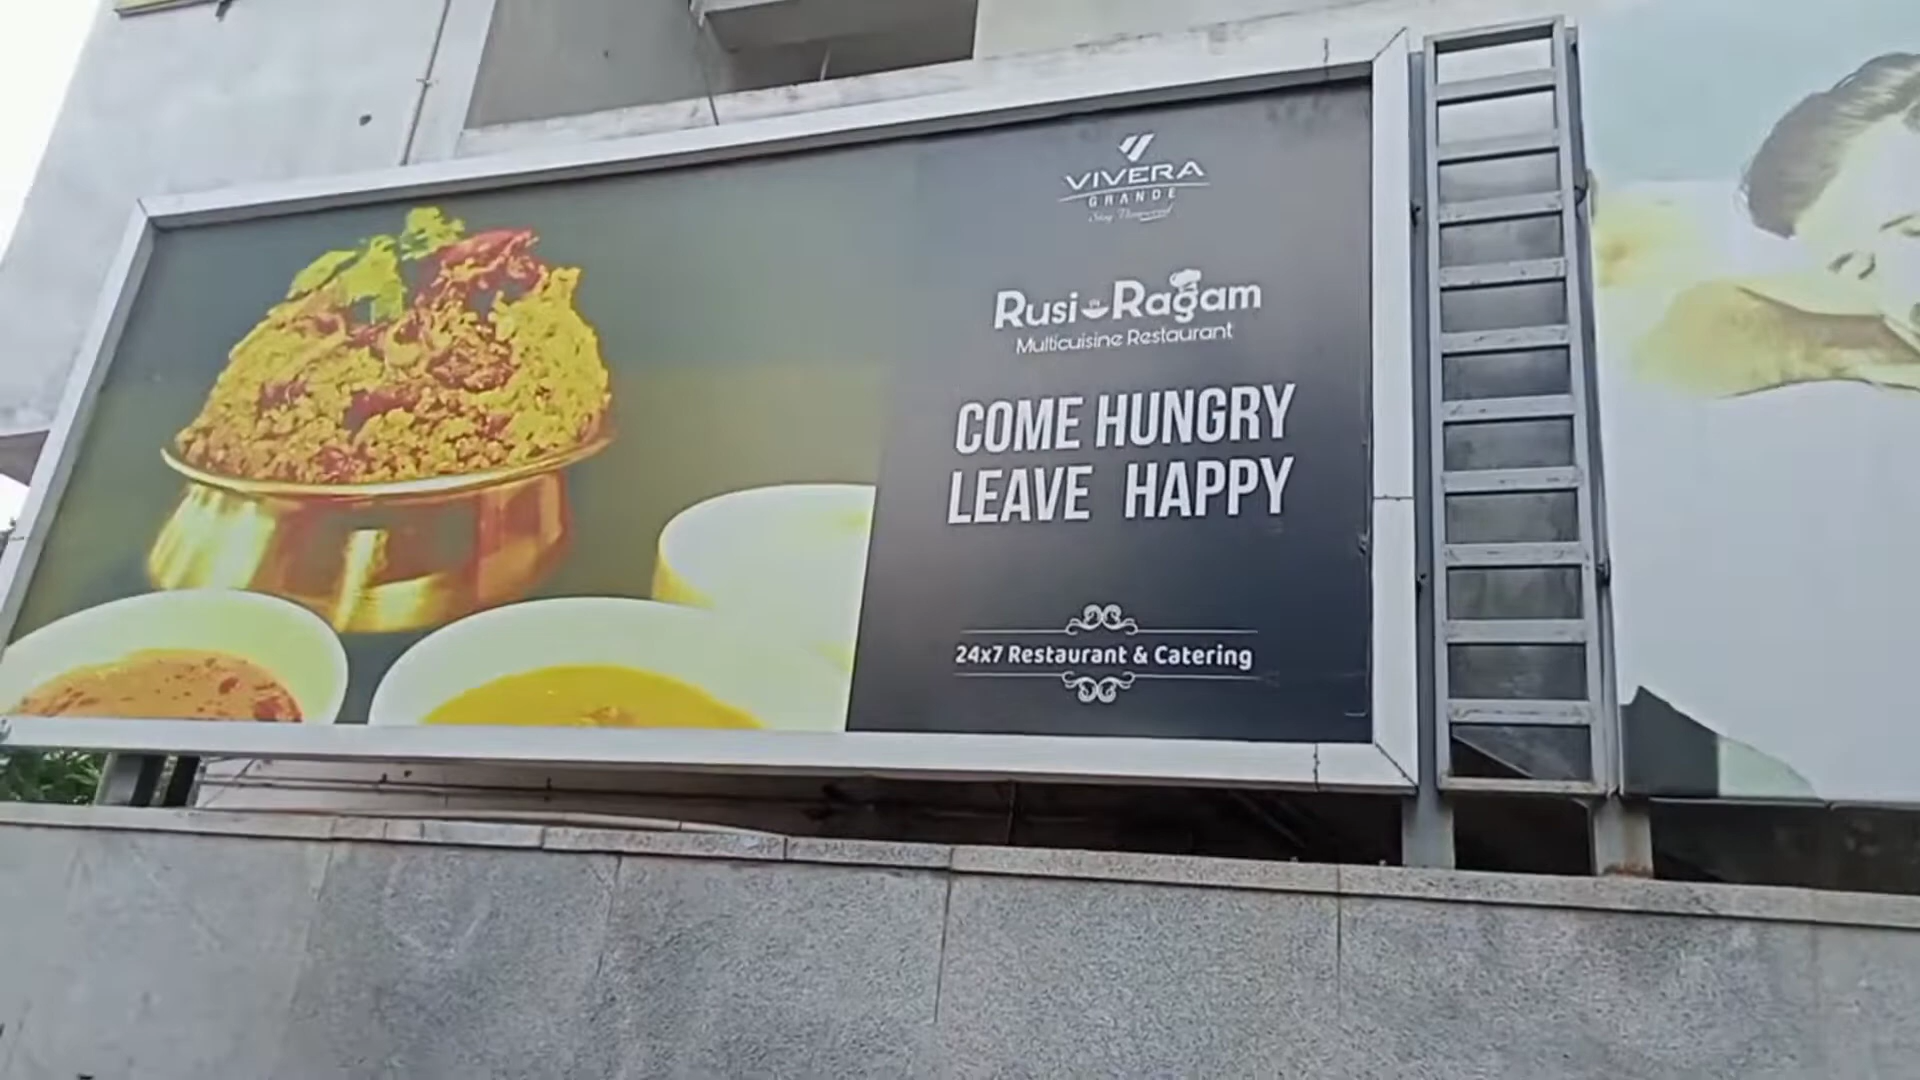 VIVERA
GRANDE
Rusi Ragam
Multicuisine Restaurant
COME HUNGRY
LEAVE HAPPY
24x7 Restaurant & Catering